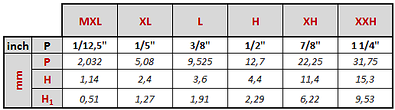 MXL XL L H XH XXH
inch P 1/12,5" 1/5" 3/8" 1/2" 7/8" 1 1/4"
mm P 2,032 5,08 9,525 12,7 22,25 31,75
H 1,14 2,4 3,6 4,4 11,4 15,3
H1 0,51 1,27 1,91 2,29 6,22 9,53